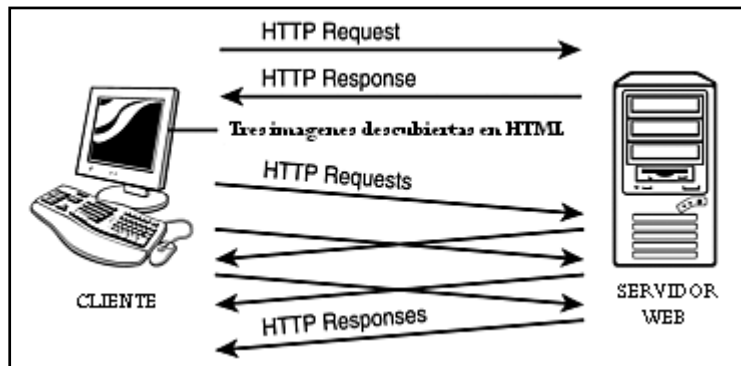 HTTP Request
HTTP Response
Tres imagenes descubiertas en HTML
HTTP Requests
CLIENTE
HTTP Responses
SERVIDOR
WEB